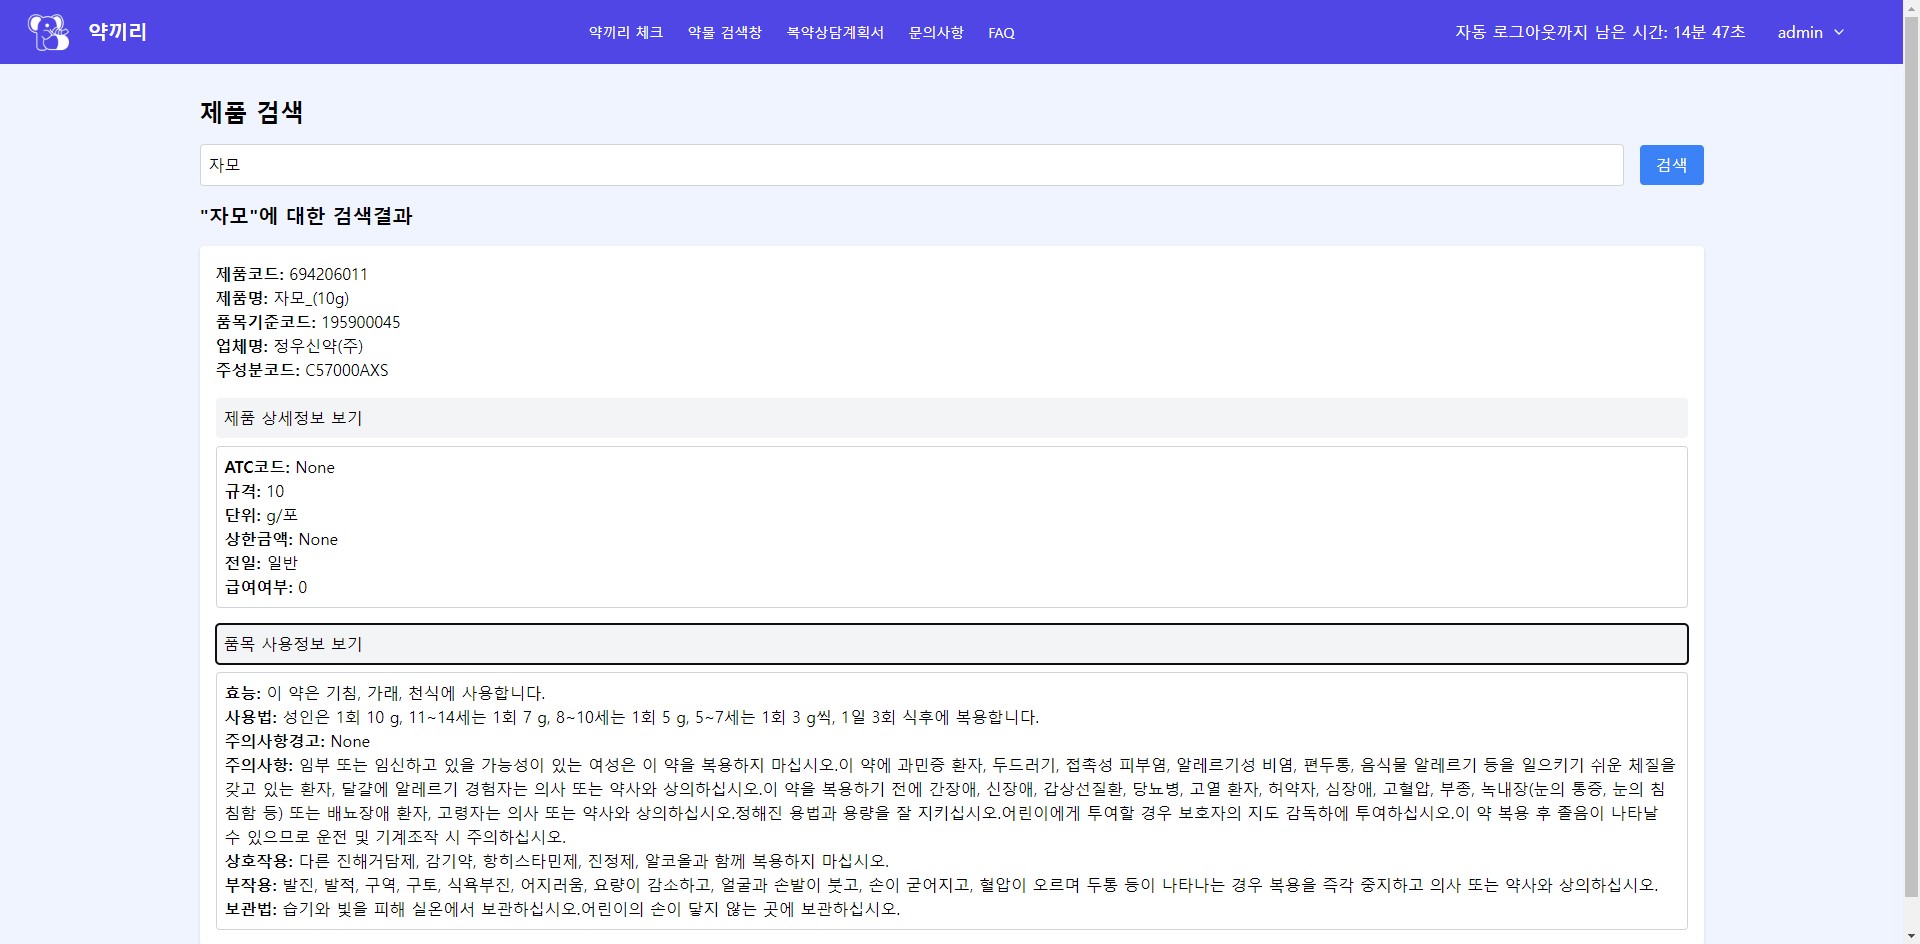 약끼리
약끼리 체크 약물 검색창 복약상담계획서 문의사항 FAQ
자동 로그아웃까지 남은 시간: 14분 47초 admin
제품 검색
자모
검색
"자모"에 대한 검색결과
제품코드: 694206011
제품명: 자모_(10g)
품목기준코드: 195900045
업체명: 정우신약(주)
주성분코드: C57000AXS
제품 상세정보 보기
ATC코드: None
규격: 10
단위: g/포
상한금액: None
전일: 일반
급여여부: 0
품목 사용정보 보기
효능: 이 약은 기침, 가래, 천식에 사용합니다.
사용법: 성인은 1회 10 g, 11~14세는 1회 7 g, 8~10세는 1회 5 g, 5~7세는 1회 3 g씩, 1일 3회 식후에 복용합니다.
주의사항경고: None
주의사항: 임부 또는 임신하고 있을 가능성이 있는 여성은 이 약을 복용하지 마십시오.이 약에 과민증 환자, 두드러기, 접촉성 피부염, 알레르기성 비염, 편두통, 음식물 알레르기 등을 일으키기 쉬운 체질을
갖고 있는 환자, 달걀에 알레르기 경험자는 의사 또는 약사와 상의하십시오.이 약을 복용하기 전에 간장애, 신장애, 갑상선질환, 당뇨병, 고열 환자, 허약자, 심장애, 고혈압, 부종, 녹내장(눈의 통증, 눈의 침
침함 등) 또는 배뇨장애 환자, 고령자는 의사 또는 약사와 상의하십시오.정해진 용법과 용량을 잘 지키십시오.어린이에게 투여할 경우 보호자의 지도 감독하에 투여하십시오.이 약 복용 후 졸음이 나타날
수 있으므로 운전 및 기계조작 시 주의하십시오.
상호작용: 다른 진해거담제, 감기약, 항히스타민제, 진정제, 알코올과 함께 복용하지 마십시오.
부작용: 발진, 발적, 구역, 구토, 식욕부진, 어지러움, 요량이 감소하고, 얼굴과 손발이 붓고, 손이 굳어지고, 혈압이 오르며 두통 등이 나타나는 경우 복용을 즉각 중지하고 의사 또는 약사와 상의하십시오.
보관법: 습기와 빛을 피해 실온에서 보관하십시오.어린이의 손이 닿지 않는 곳에 보관하십시오.